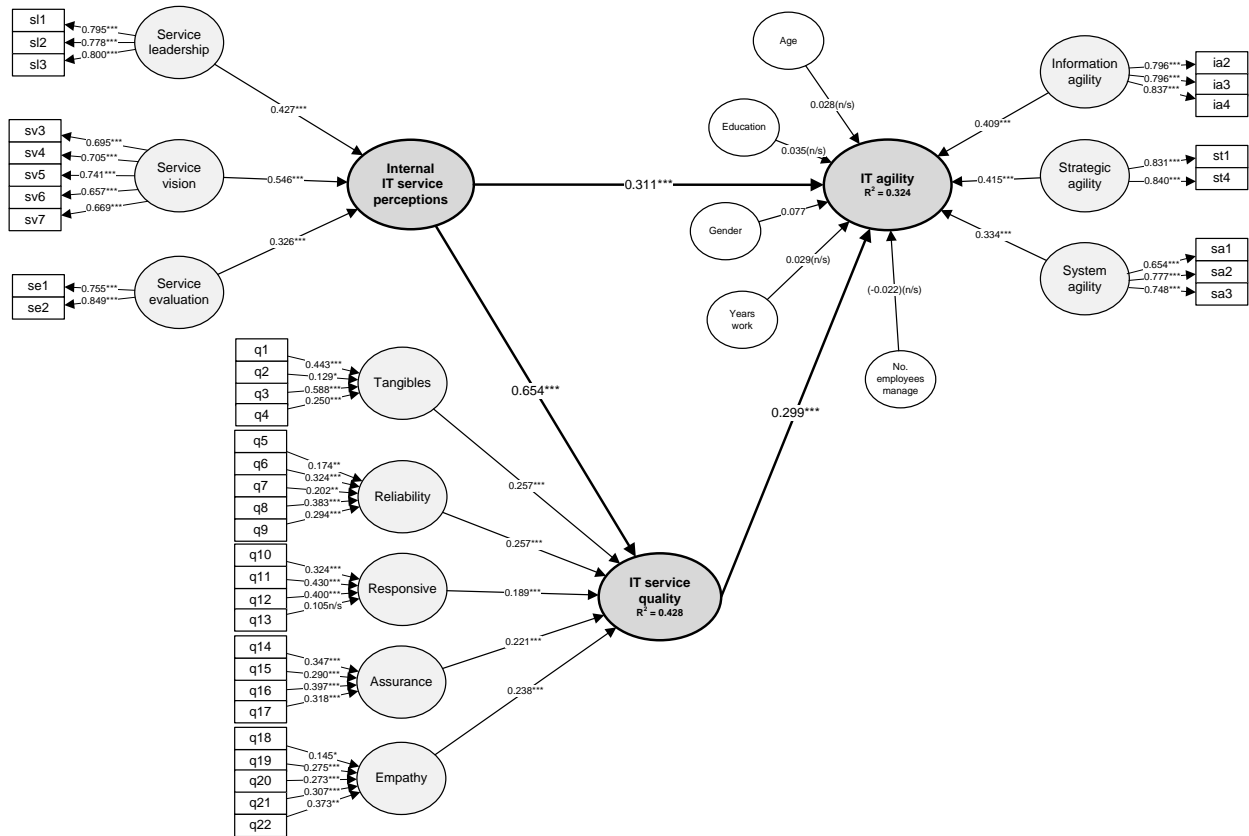 sl1
sl2
sl3
0.795***
0.778***
0.800***
Service
leadership
0.427***
sv3
sv4
sv5
sv6
sv7
0.695***
0.705***
0.741***
0.657***
0.669***
Service
vision
0.546***
se1
se2
0.755***
0.849***
Service
evaluation
0.326***
Internal
IT service
perceptions
0.311***
0.654***
Age
0.028(n/s)
Education
0.035(n/s)
Gender
0.077
Years
work
0.029(n/s)
No.
employees
manage
(-0.022)(n/s)
IT agility
R² = 0.324
Information
agility
0.409***
0.796***
0.796***
0.837***
ia2
ia3
ia4
Strategic
agility
0.415***
0.831***
0.840***
st1
st4
System
agility
0.334***
0.654***
0.777***
0.748***
sa1
sa2
sa3
q1
q2
q3
q4
0.443***
0.129*
0.588***
0.250***
Tangibles
0.257***
q5
q6
q7
q8
q9
0.174**
0.324***
0.202**
0.383***
0.294***
Reliability
0.257***
q10
q11
q12
q13
0.324***
0.430***
0.400***
0.105n/s
Responsive
0.189***
q14
q15
q16
q17
0.347***
0.290***
0.397***
0.318***
Assurance
0.221***
q18
q19
q20
q21
q22
0.145*
0.275***
0.273***
0.307***
0.373**
Empathy
0.238***
IT service
quality
R² = 0.428
0.299***